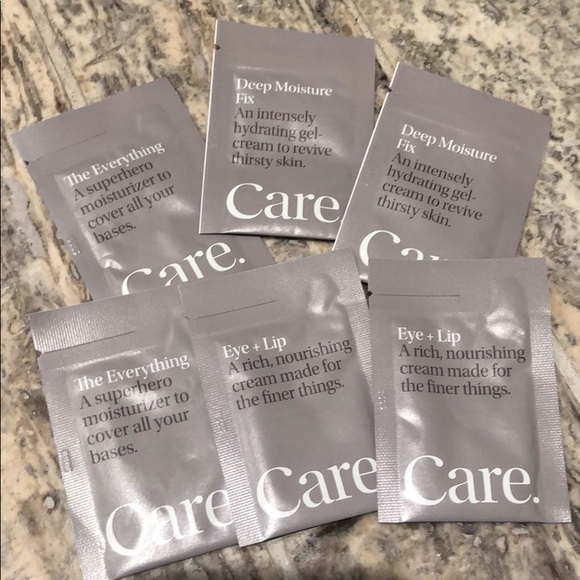 Deep Moisture
Fix
An intensely
hydrating gel-
cream to revive
thirsty skin.
Care.
Deep Moisture
Fix
An intensely
hydrating gel-
cream to revive
thirsty skin.
Care
The Everything
A superhero
moisturizer to
cover all your
bases.
Care.
The Everything
A superhero
moisturizer to
cover all your
bases.
Care.
Eye + Lip
A rich, nourishing
cream made for
the finer things.
Care.
Eye + Lip
A rich, nourishing
cream made for
the finer things.
Care.